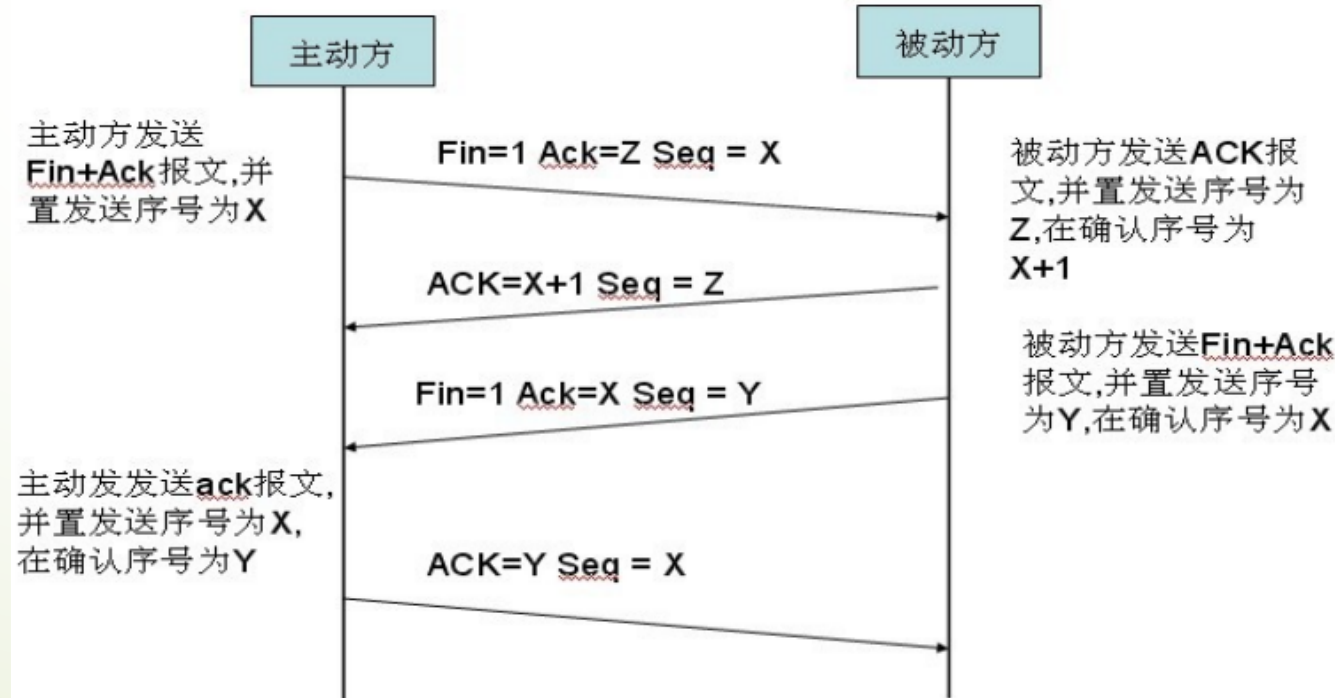 主动方
被动方
主动方发送
Fin+Ack报文,并
置发送序号为X
Fin=1 Ack=Z Seq = X
被动方发送ACK报
文,并置发送序号为
Z,在确认序号为
X+1
ACK=X+1 Seq = Z
被动方发送Fin+Ack
报文,并置发送序号
为Y,在确认序号为X
Fin=1 Ack=X Seq = Y
主动发发送ack报文,
并置发送序号为X,
在确认序号为Y
ACK=Y Seq = X